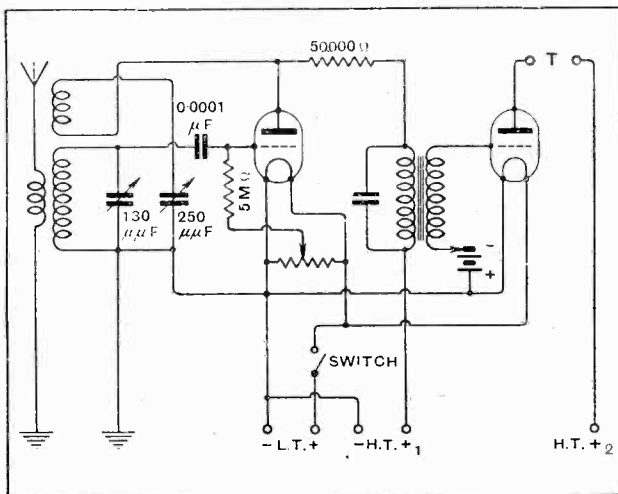 50,000 Ω
T
0·0001
μF
5 MΩ
130
μμF
250
μμF
-
+
SWITCH
- L.T. +
- H.T. +₁
H.T. +₂